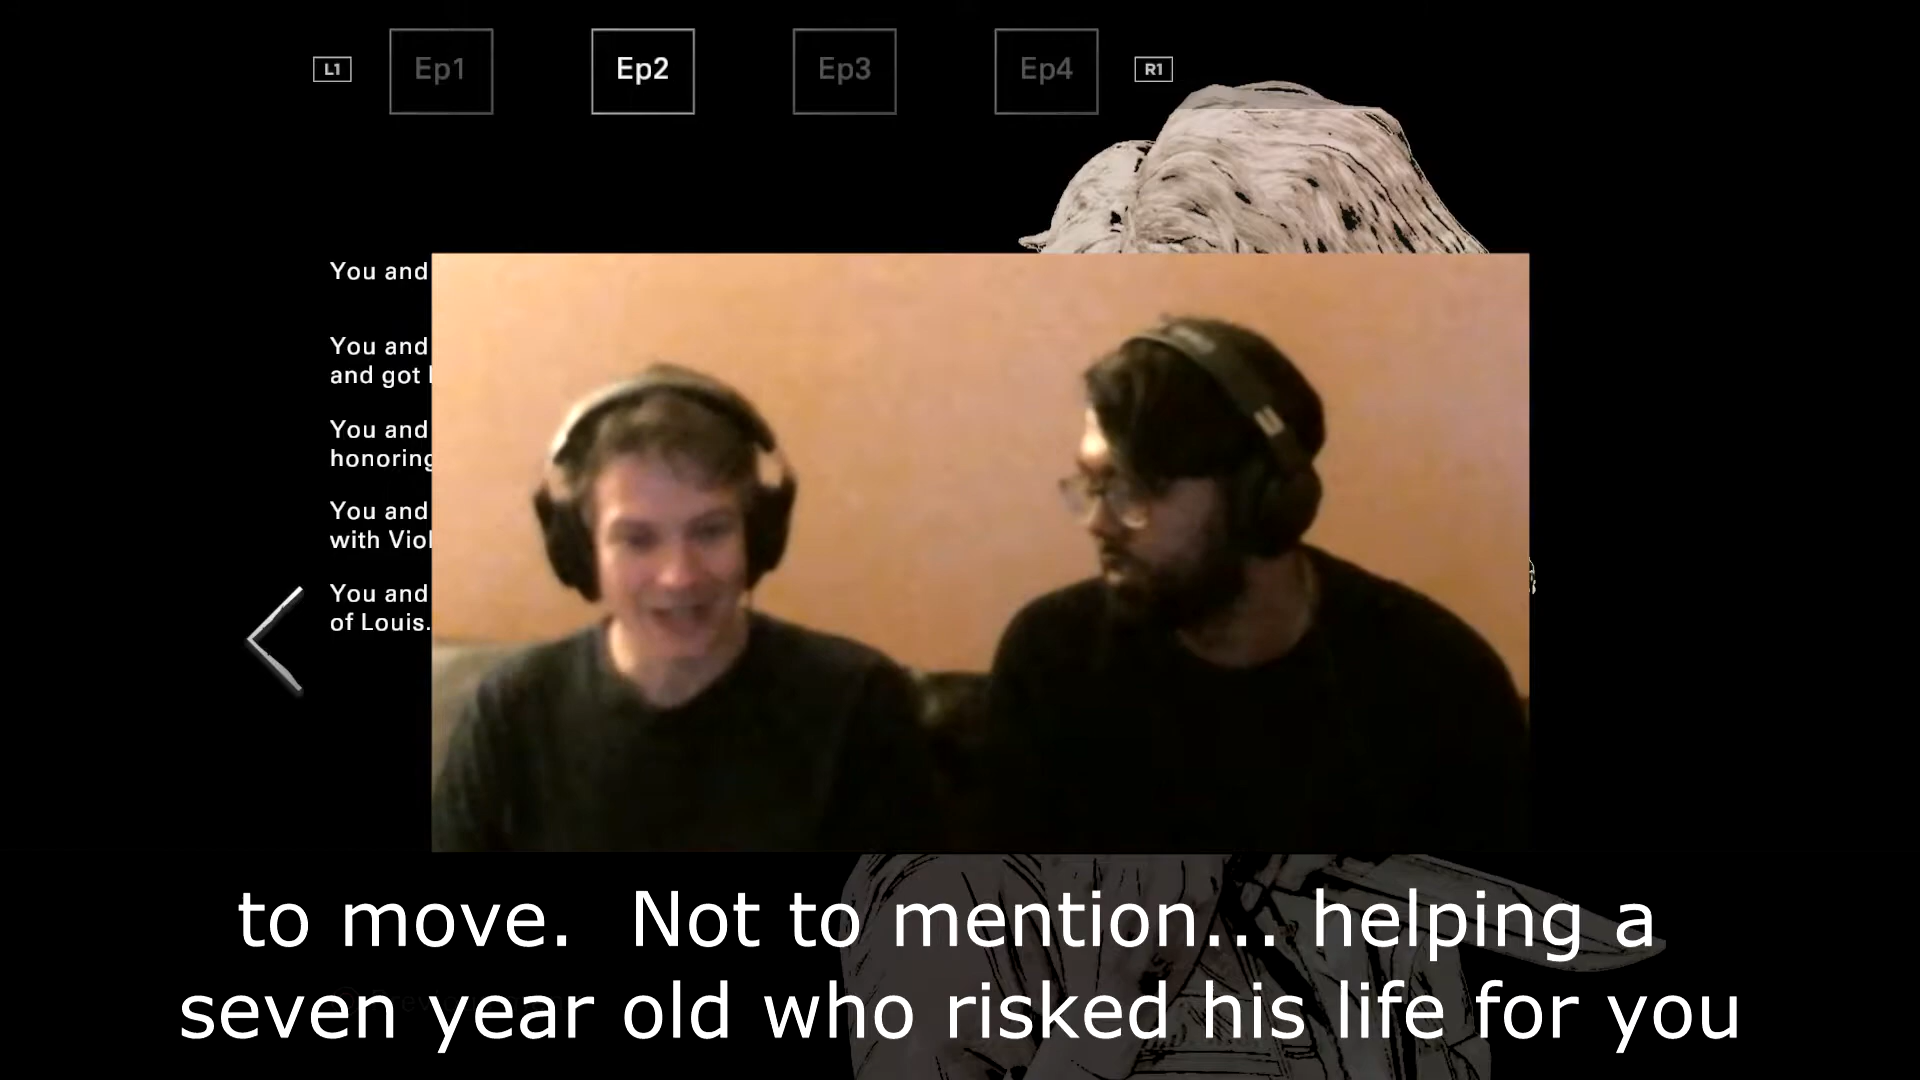 L1 Ep1 Ep2 Ep3 Ep4 R1
You and
You and
and got
You and
honoring
You and
with Viol
You and
of Louis.
to move. Not to mention... helping a
seven year old who risked his life for you